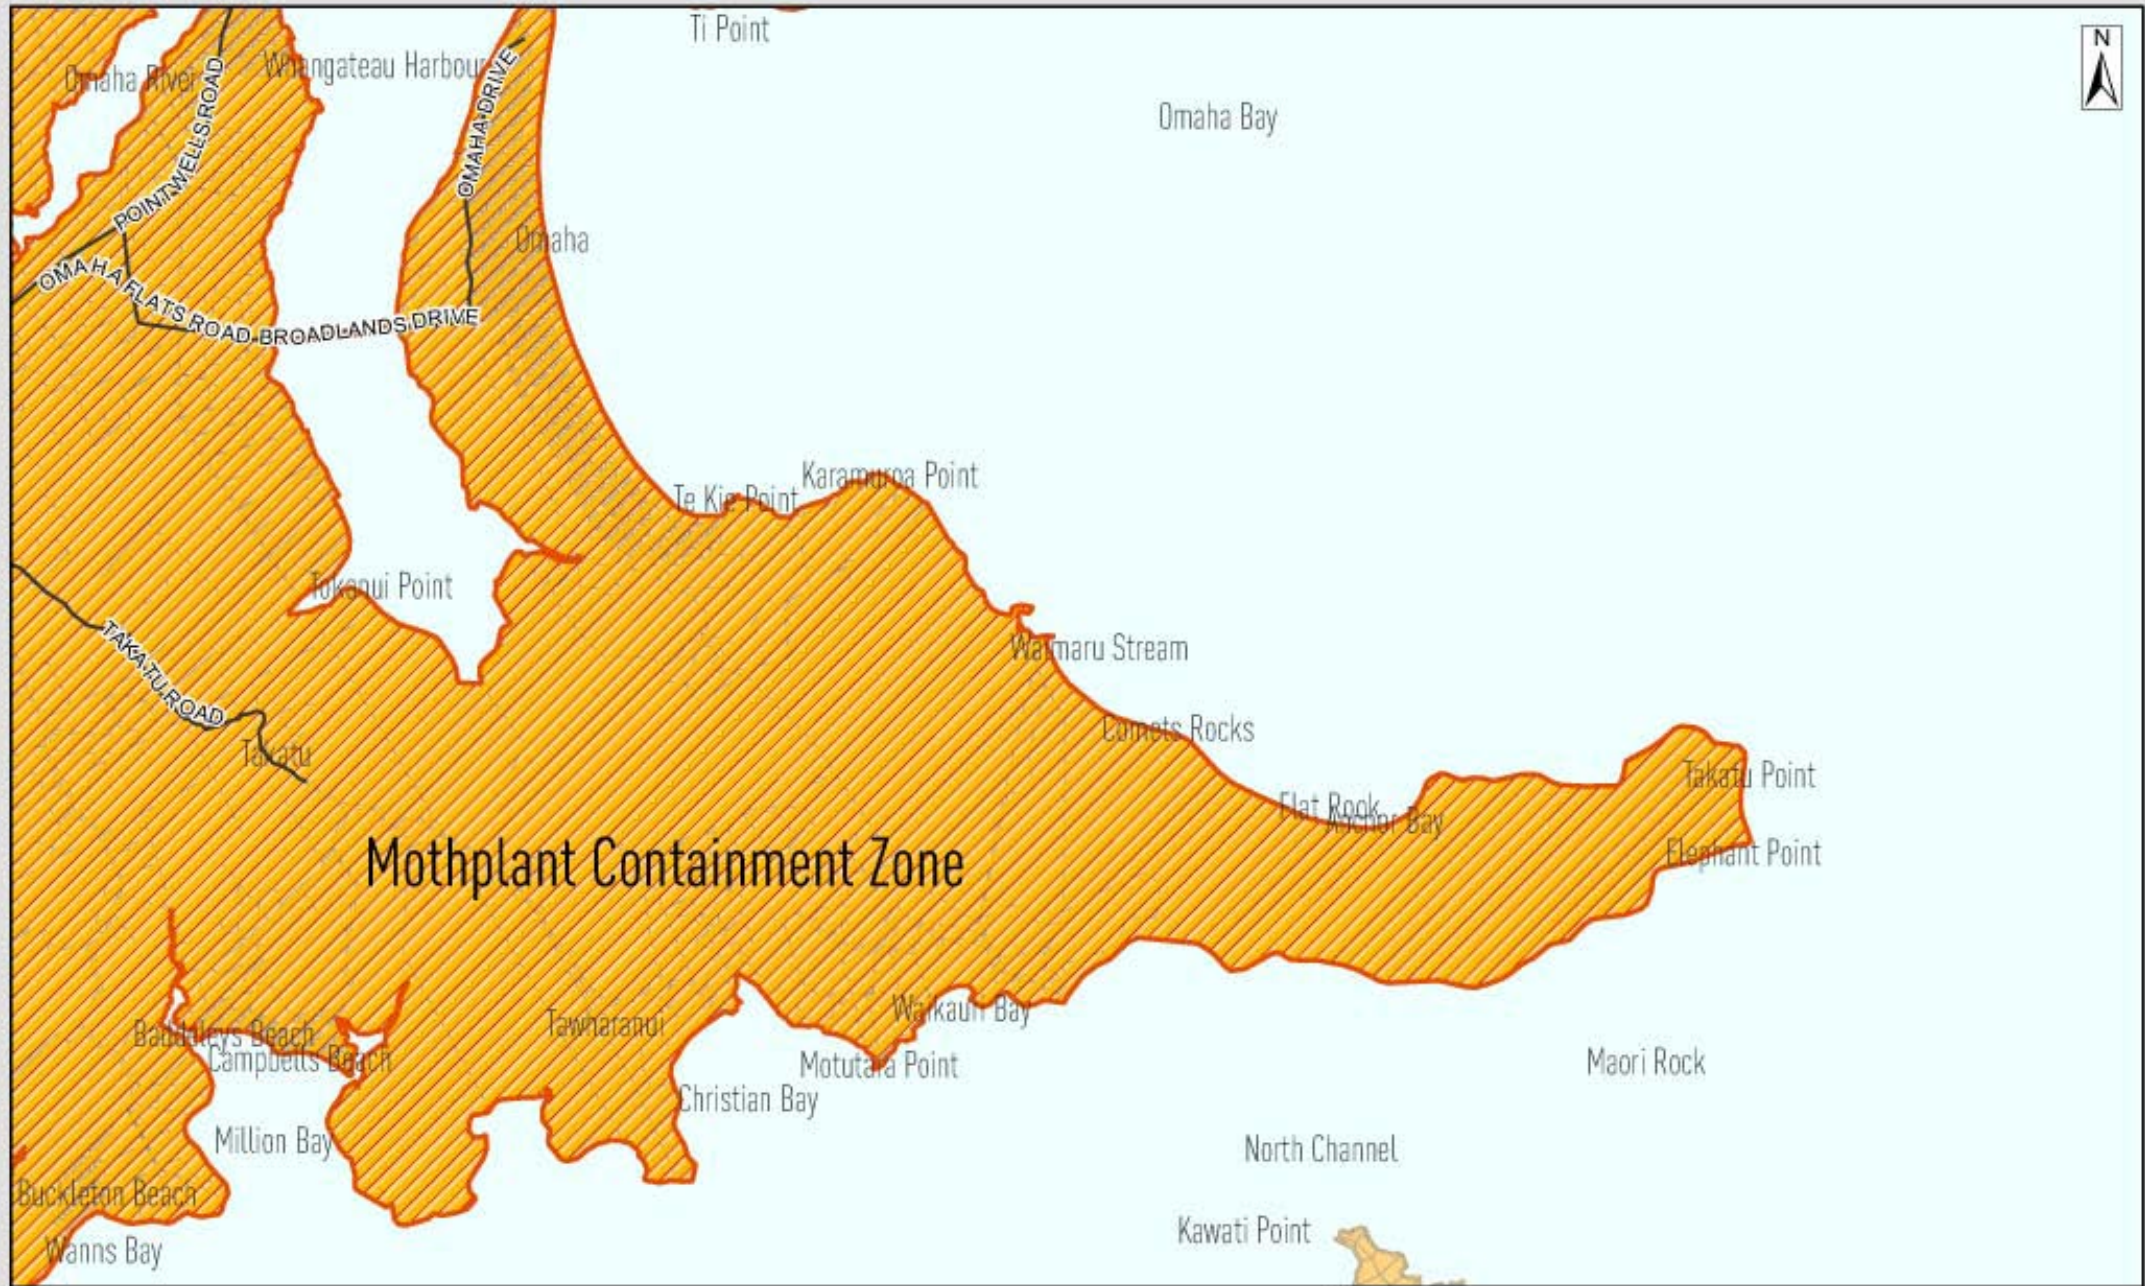 Ti Point
N
Omaha River
Whangateau Harbour
OMAHA DRIVE
POINT WELLS ROAD
Omaha Bay
Omaha
OMAHA FLATS ROAD
BROADLANDS DRIVE
Karamuroa Point
Te Kie Point
Tokanui Point
TAKATU ROAD
Waimaru Stream
Comets Rocks
Takatu
Takatu Point
Flat Rock
Anchor Bay
Elephant Point
Mothplant Containment Zone
Waikauri Bay
Tawharanui
Baddaleys Beach
Campbells Beach
Motutara Point
Maori Rock
Christian Bay
Million Bay
North Channel
Buckleton Beach
Kawati Point
Wanns Bay